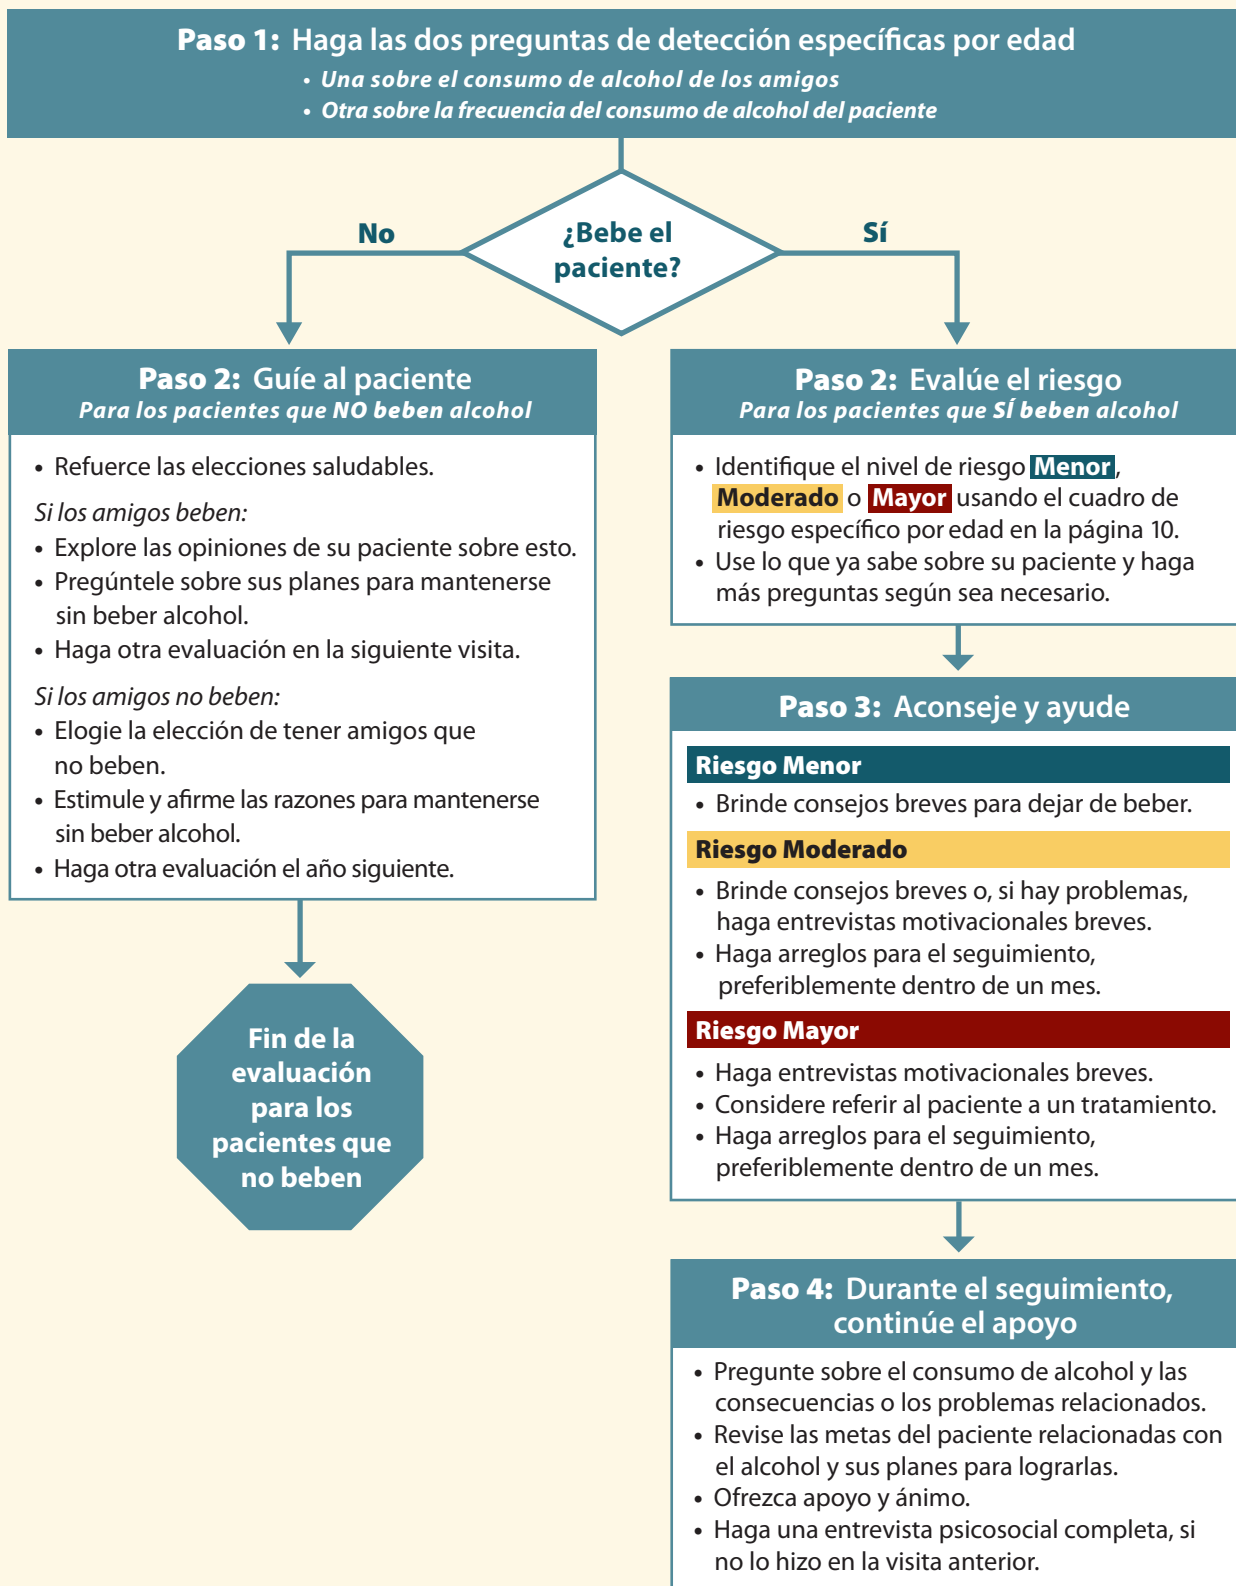 Paso 1: Haga las dos preguntas de detección específicas por edad
• Una sobre el consumo de alcohol de los amigos
• Otra sobre la frecuencia del consumo de alcohol del paciente
¿Bebe el
paciente?
No
Sí
Paso 2: Guíe al paciente
Para los pacientes que NO beben alcohol
• Refuerce las elecciones saludables.
Si los amigos beben:
• Explore las opiniones de su paciente sobre esto.
• Pregúntele sobre sus planes para mantenerse
sin beber alcohol.
• Haga otra evaluación en la siguiente visita.
Si los amigos no beben:
• Elogie la elección de tener amigos que
no beben.
• Estimule y afirme las razones para mantenerse
sin beber alcohol.
• Haga otra evaluación el año siguiente.
Fin de la
evaluación
para los
pacientes que
no beben
Paso 2: Evalúe el riesgo
Para los pacientes que SÍ beben alcohol
• Identifique el nivel de riesgo Menor,
Moderado o Mayor usando el cuadro de
riesgo específico por edad en la página 10.
• Use lo que ya sabe sobre su paciente y haga
más preguntas según sea necesario.
Paso 3: Aconseje y ayude
Riesgo Menor
• Brinde consejos breves para dejar de beber.
Riesgo Moderado
• Brinde consejos breves o, si hay problemas,
haga entrevistas motivacionales breves.
• Haga arreglos para el seguimiento,
preferiblemente dentro de un mes.
Riesgo Mayor
• Haga entrevistas motivacionales breves.
• Considere referir al paciente a un tratamiento.
• Haga arreglos para el seguimiento,
preferiblemente dentro de un mes.
Paso 4: Durante el seguimiento,
continúe el apoyo
• Pregunte sobre el consumo de alcohol y las
consecuencias o los problemas relacionados.
• Revise las metas del paciente relacionadas con
el alcohol y sus planes para lograrlas.
• Ofrezca apoyo y ánimo.
• Haga una entrevista psicosocial completa, si
no lo hizo en la visita anterior.